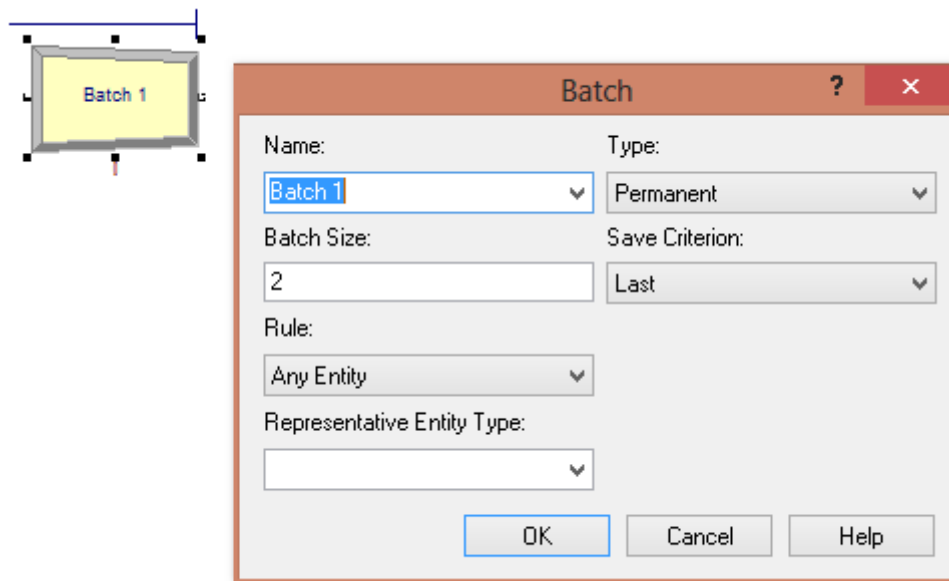 Batch 1
Batch ? ×
Name: Type:
Batch 1 Permanent
Batch Size: Save Criterion:
2 Last
Rule:
Any Entity
Representative Entity Type:
OK Cancel Help